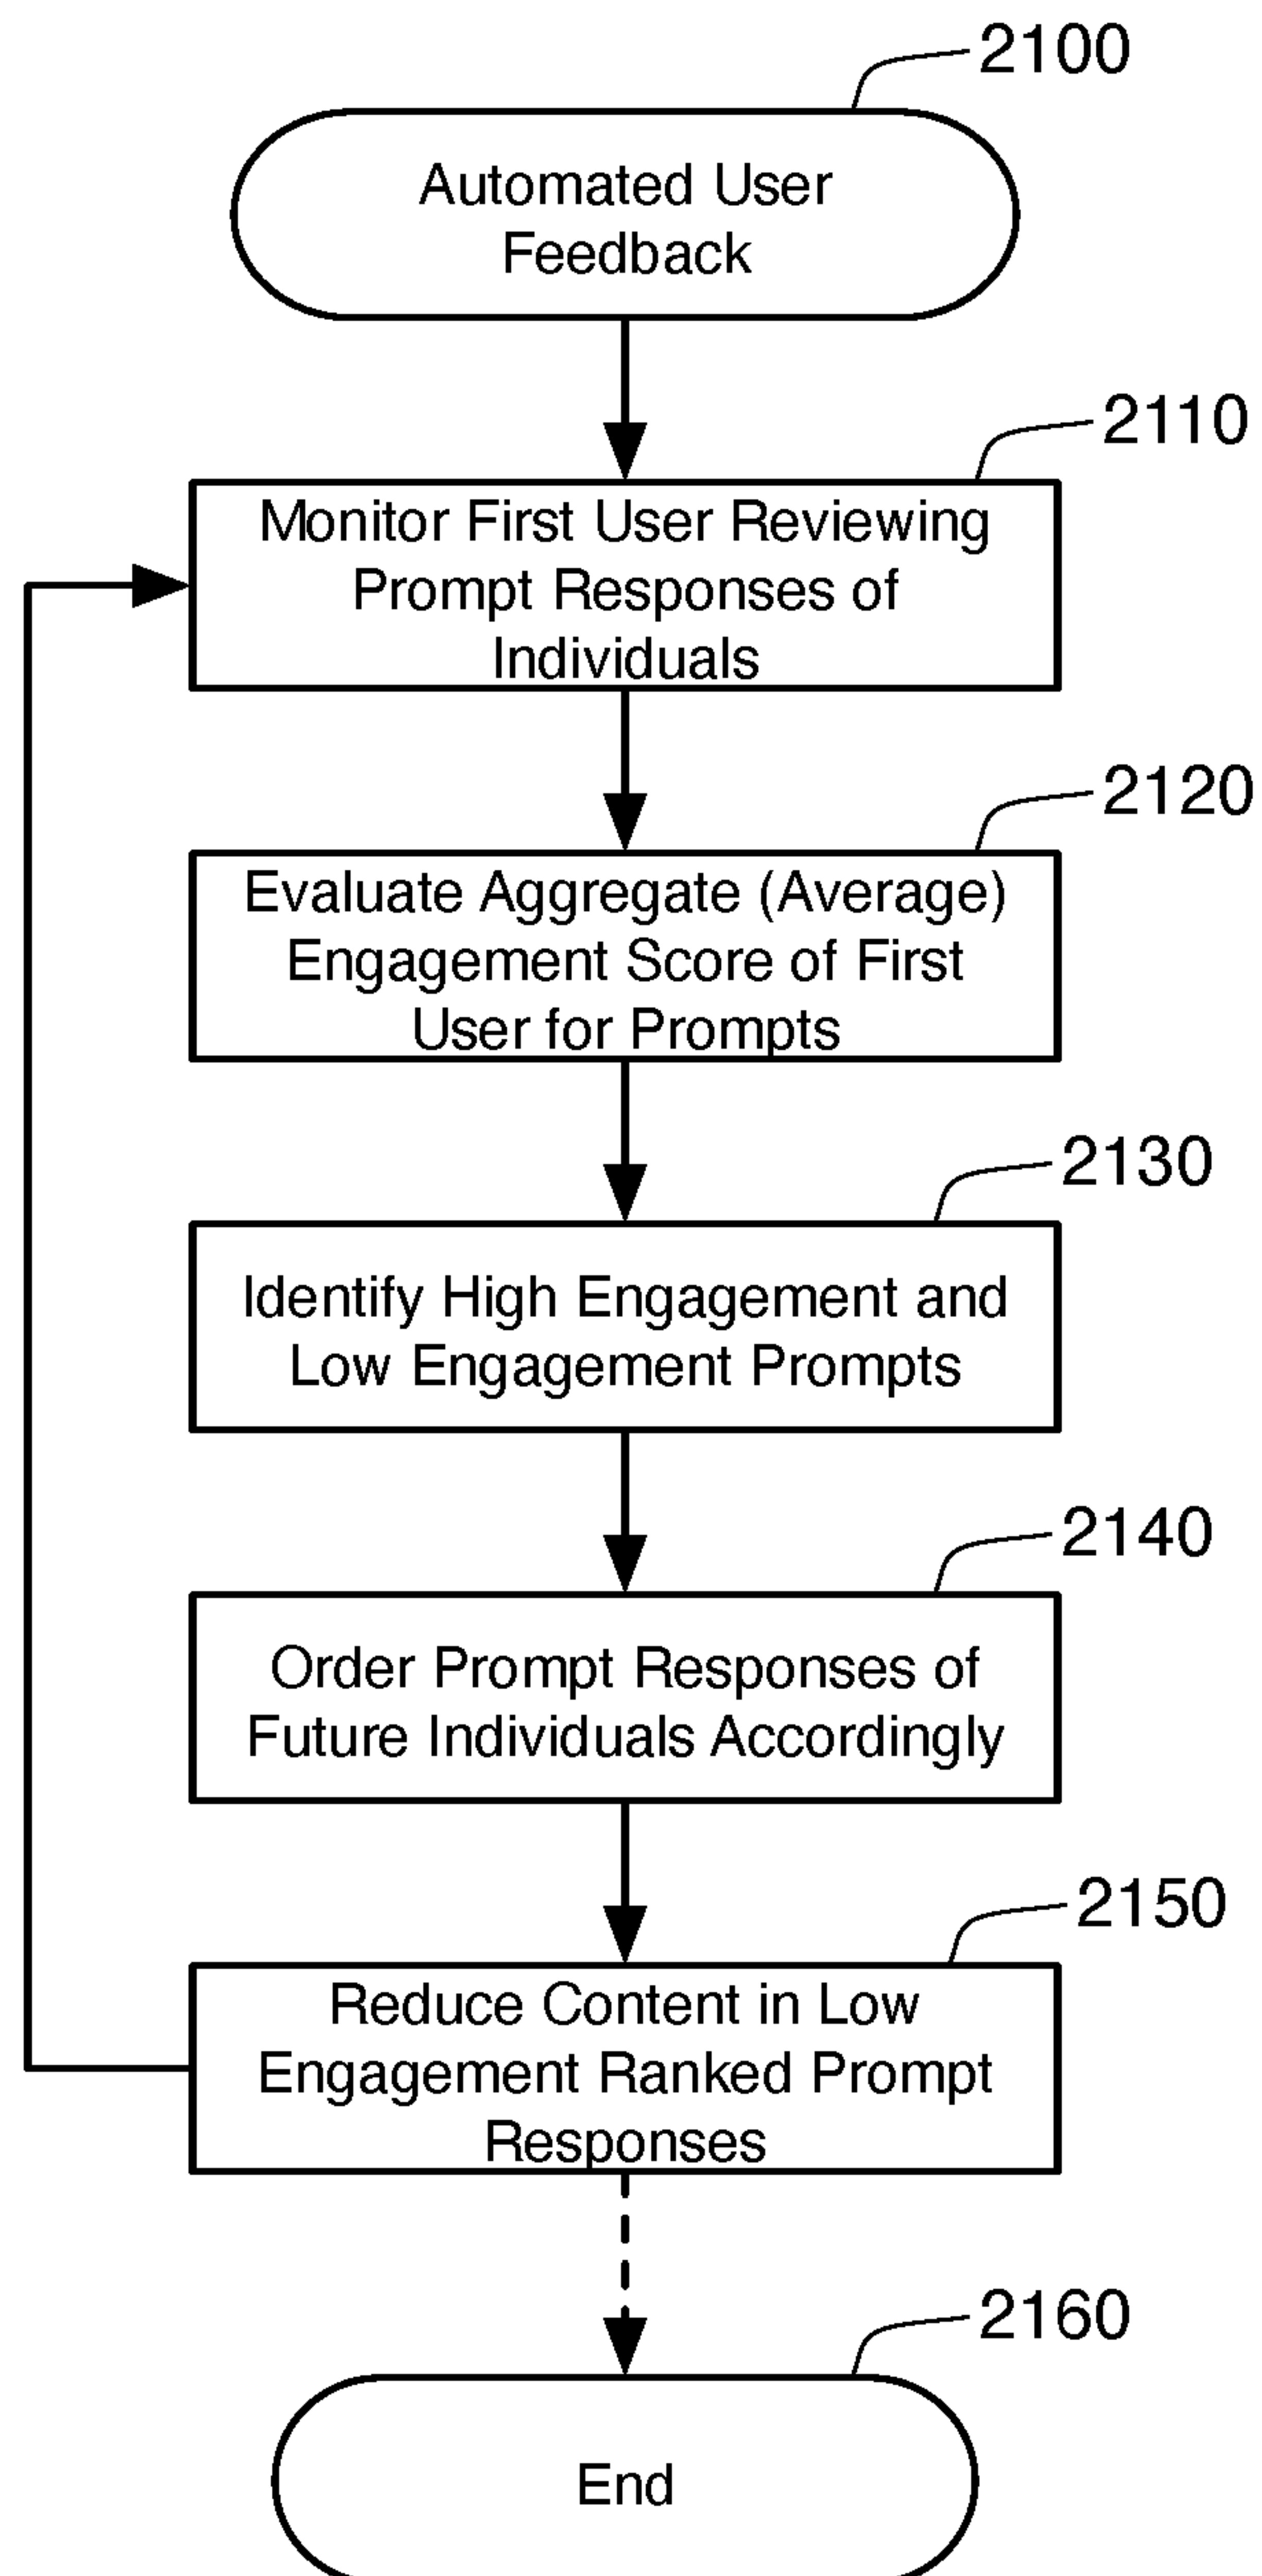 2100
Automated User
Feedback
2110
Monitor First User Reviewing
Prompt Responses of
Individuals
2120
Evaluate Aggregate (Average)
Engagement Score of First
User for Prompts
2130
Identify High Engagement and
Low Engagement Prompts
2140
Order Prompt Responses of
Future Individuals Accordingly
2150
Reduce Content in Low
Engagement Ranked Prompt
Responses
2160
End